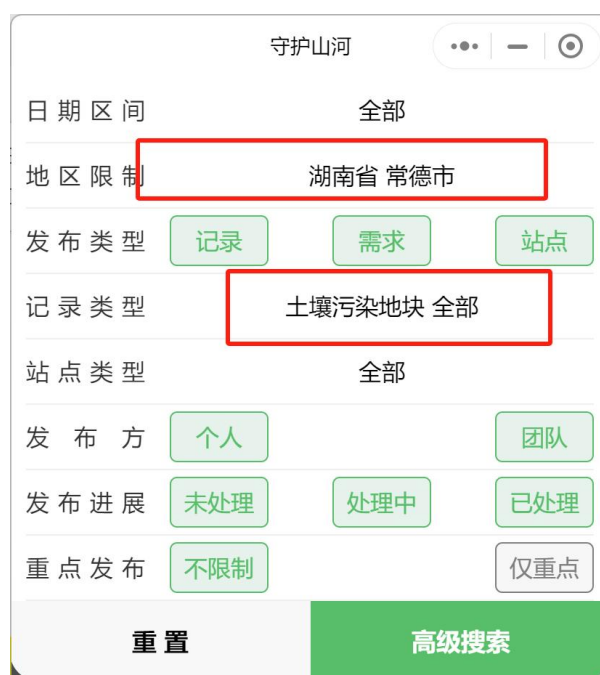 守护山河
日期区间 全部
地区限制 湖南省 常德市
发布类型 记录 需求 站点
记录类型 土壤污染地块 全部
站点类型 全部
发布方 个人 团队
发布进展 未处理 处理中 已处理
重点发布 不限制 仅重点
重置 高级搜索